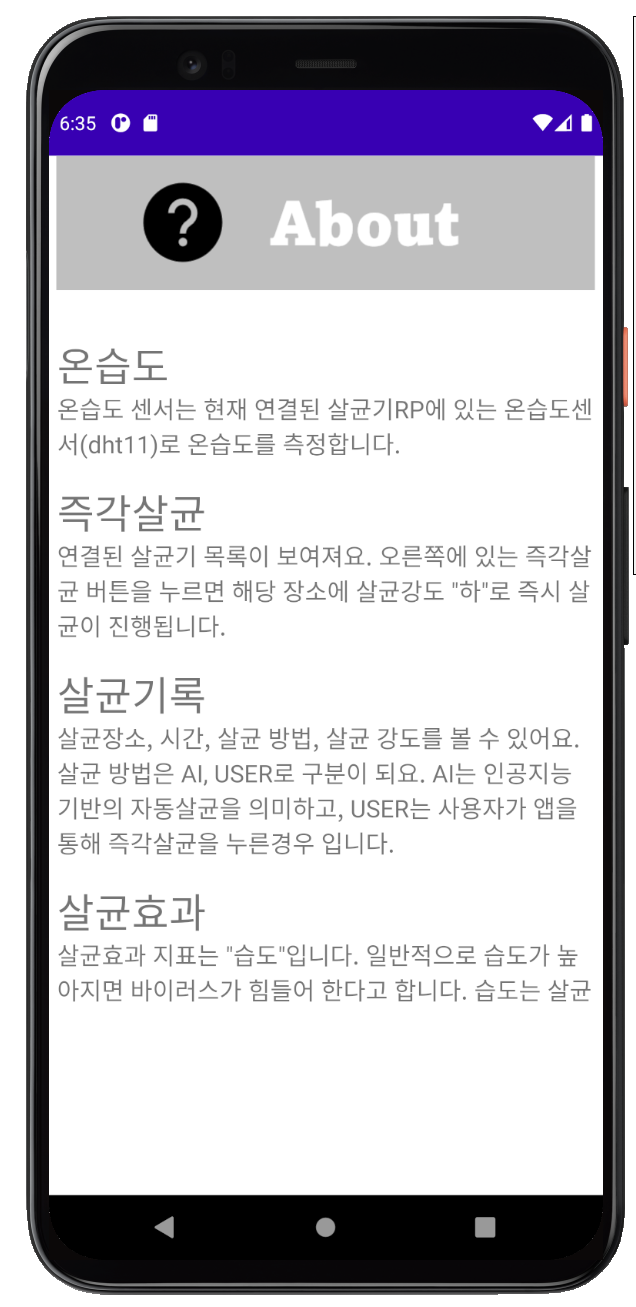 6:35
? About
온습도
온습도 센서는 현재 연결된 살균기RP에 있는 온습도센
서(dht11)로 온습도를 측정합니다.
즉각살균
연결된 살균기 목록이 보여져요. 오른쪽에 있는 즉각살
균 버튼을 누르면 해당 장소에 살균강도 "하"로 즉시 살
균이 진행됩니다.
살균기록
살균장소, 시간, 살균 방법, 살균 강도를 볼 수 있어요.
살균 방법은 AI, USER로 구분이 되요. AI는 인공지능
기반의 자동살균을 의미하고, USER는 사용자가 앱을
통해 즉각살균을 누른경우 입니다.
살균효과
살균효과 지표는 "습도"입니다. 일반적으로 습도가 높
아지면 바이러스가 힘들어 한다고 합니다. 습도는 살균